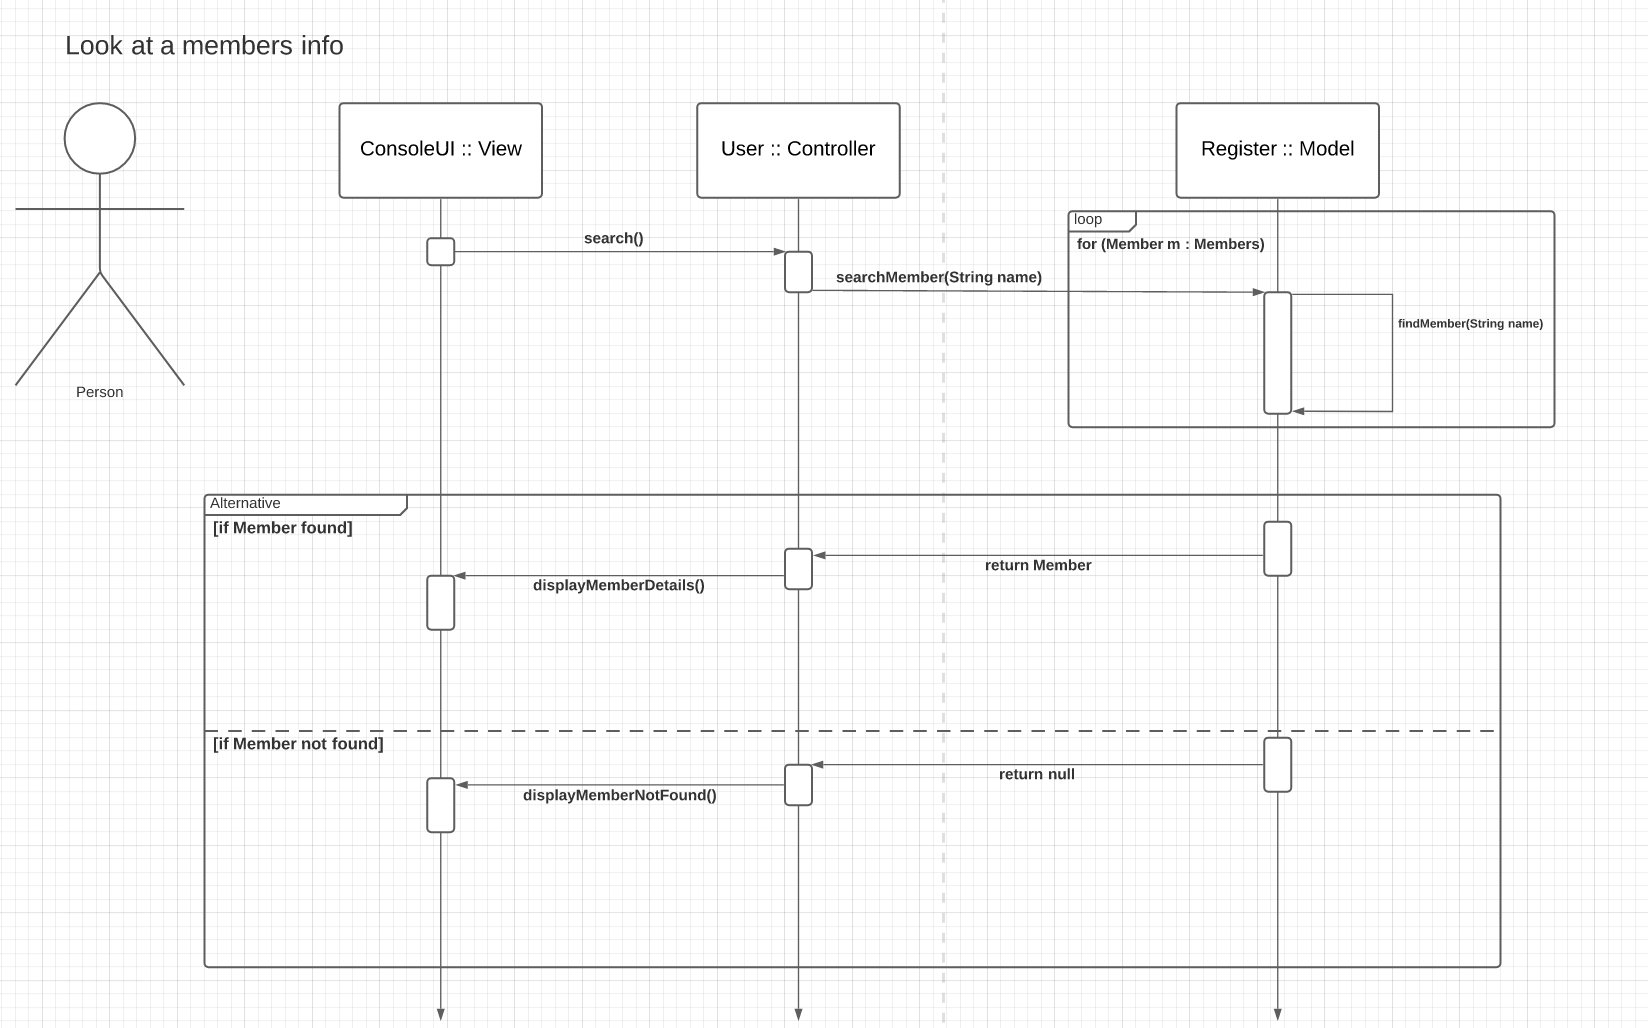 Look at a members info
ConsoleUI :: View
User :: Controller
Register :: Model
loop
for (Member m : Members)
search()
searchMember(String name)
findMember(String name)
Person
Alternative
[if Member found]
return Member
displayMemberDetails()
[if Member not found]
return null
displayMemberNotFound()